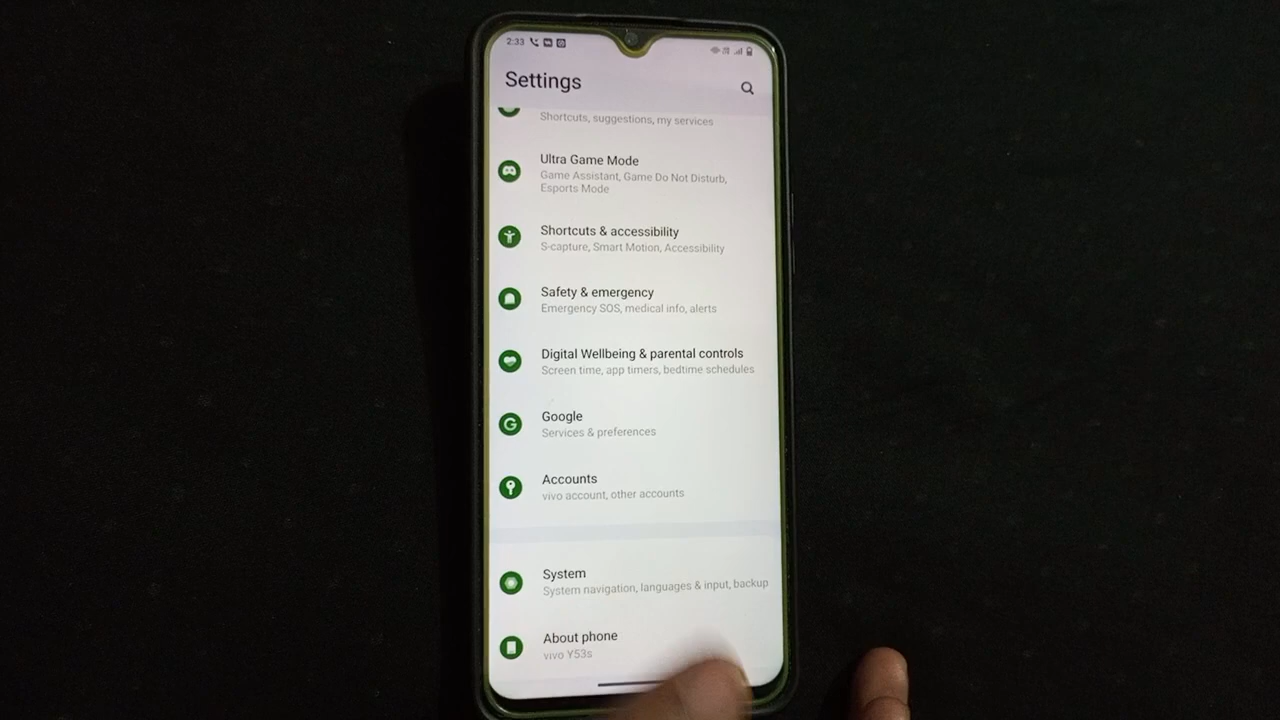 2:33
Settings
Shortcuts, suggestions, my services
Ultra Game Mode
Game Assistant, Game Do Not Disturb,
Esports Mode
Shortcuts & accessibility
S-capture, Smart Motion, Accessibility
Safety & emergency
Emergency SOS, medical info, alerts
Digital Wellbeing & parental controls
Screen time, app timers, bedtime schedules
G
Google
Services & preferences
Accounts
vivo account, other accounts
System
System navigation, languages & input, backup
About phone
vivo Y53s